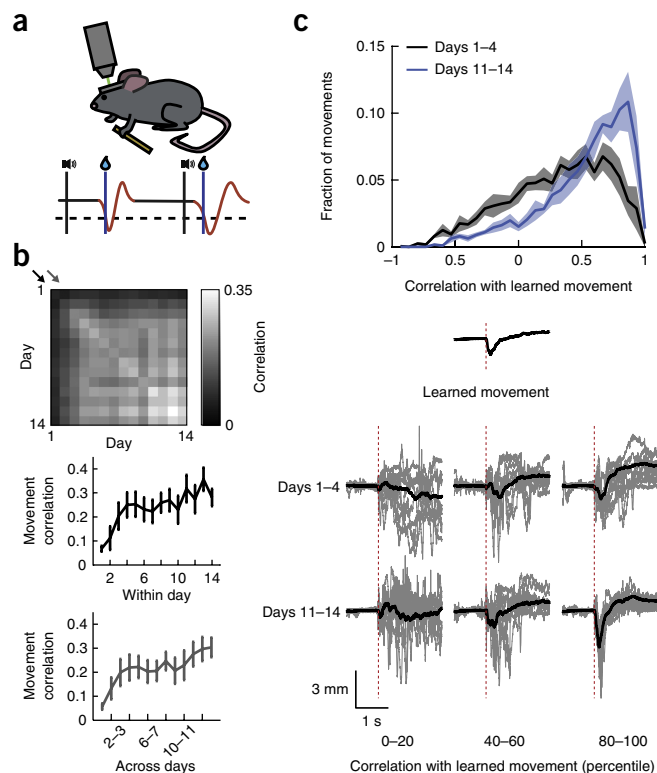 a
b
1
Day
14
1
14
Day
0.35
Correlation
0
0.4
0.3
0.2
0.1
0
Movement
correlation
2
6
10
14
Within day
0.4
0.3
0.2
0.1
0
Movement
correlation
2–3
6–7
10–11
Across days
c
Days 1–4
Days 11–14
0.15
0.10
0.05
0
Fraction of movements
−1
0.5
0
0.5
1
Correlation with learned movement
Learned movement
Days 1–4
Days 11–14
3 mm
1 s
0–20
40–60
80–100
Correlation with learned movement (percentile)